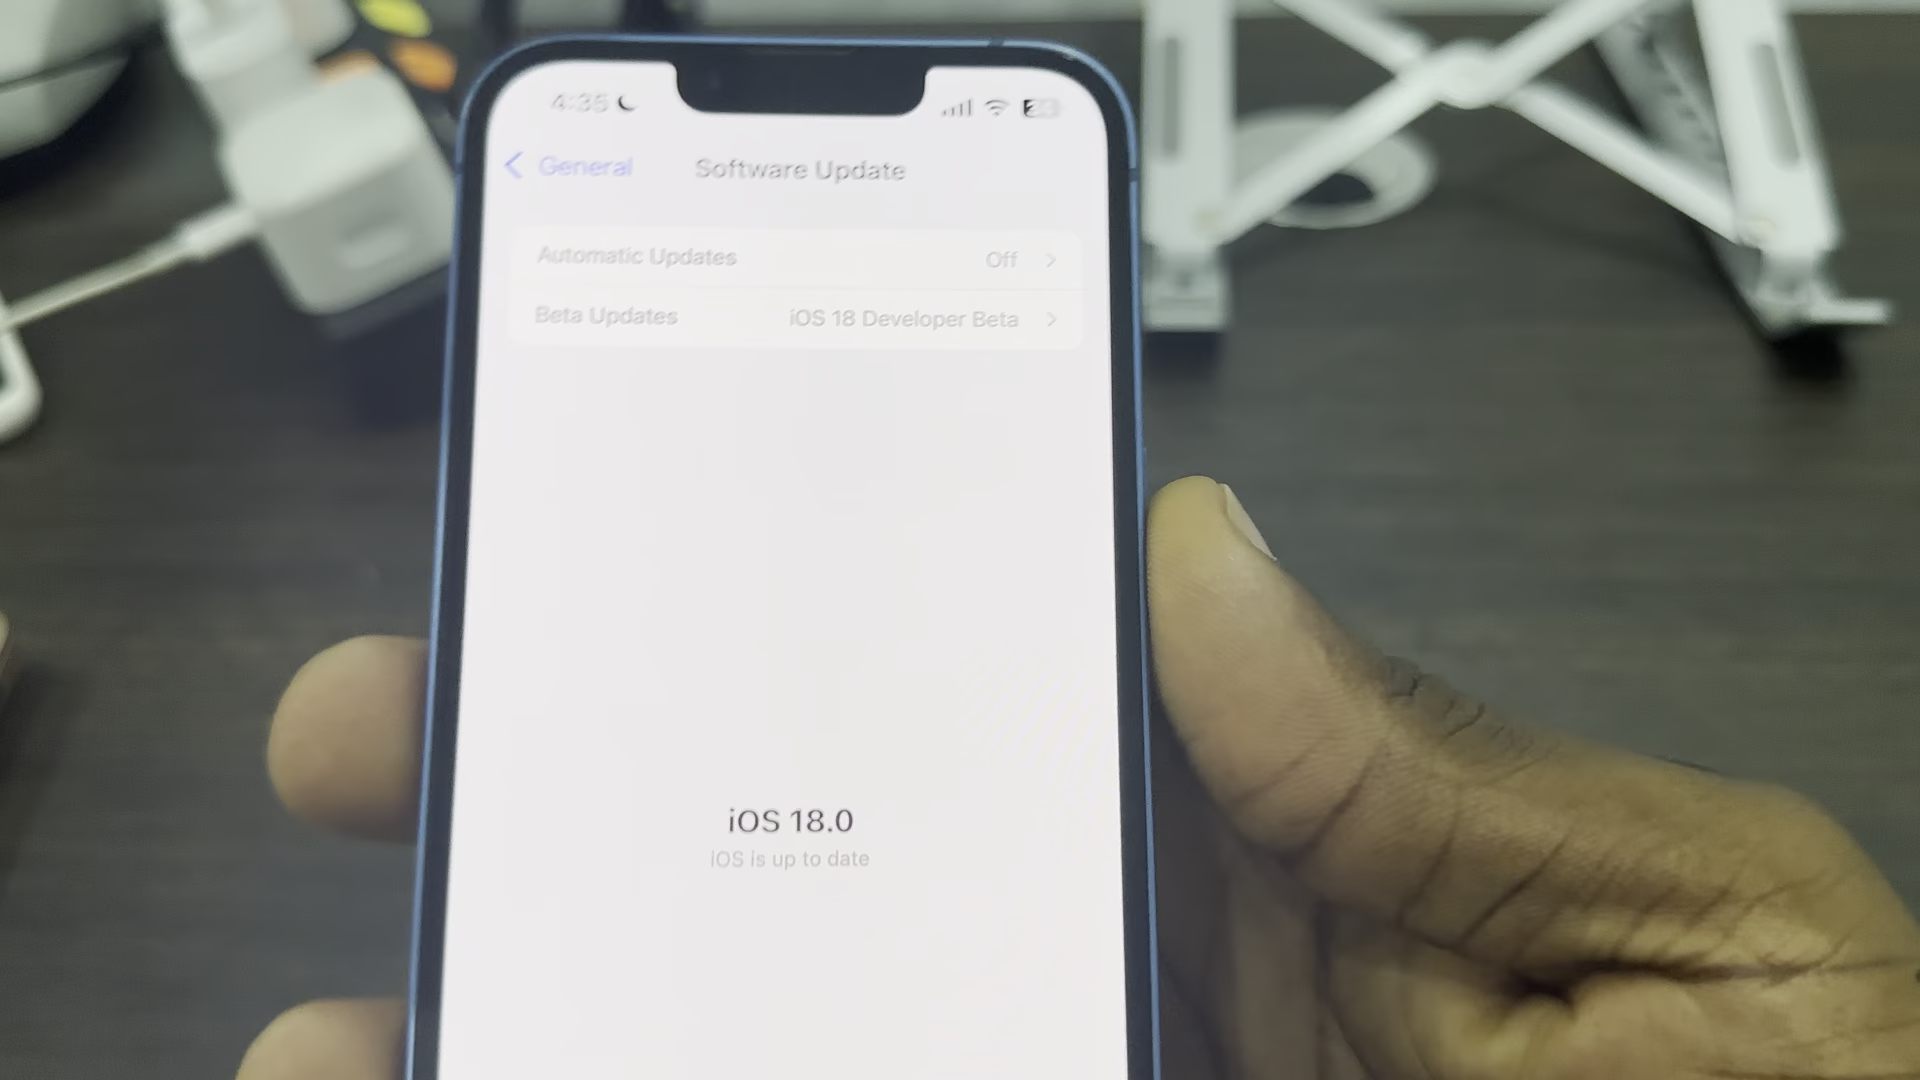 4:35
General
Software Update
Automatic Updates Off
Beta Updates iOS 18 Developer Beta
iOS 18.0
iOS is up to date